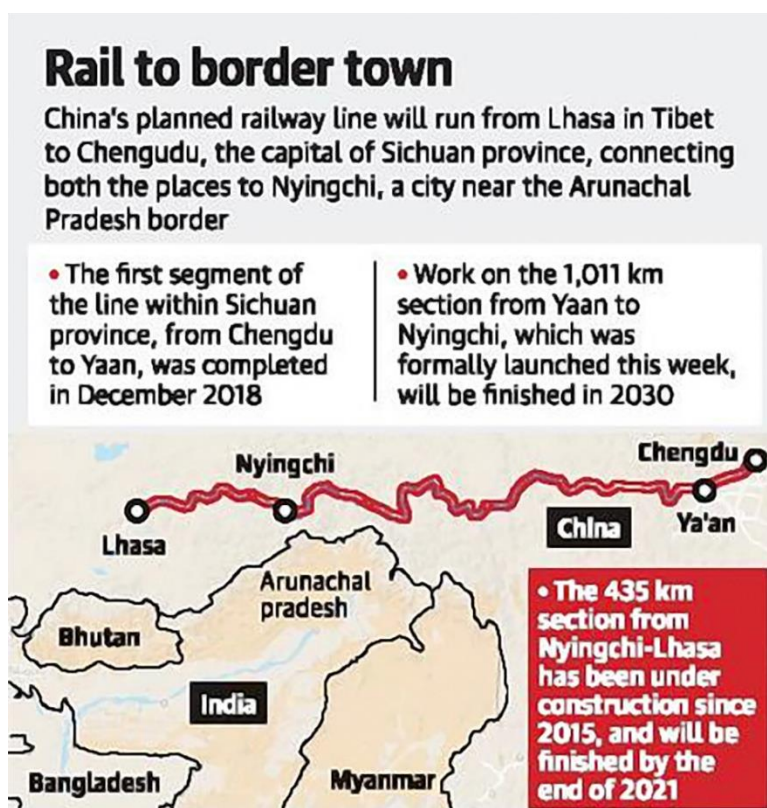 Rail to border town
China's planned railway line will run from Lhasa in Tibet
to Chengudu, the capital of Sichuan province, connecting
both the places to Nyingchi, a city near the Arunachal
Pradesh border
• The first segment of
the line within Sichuan
province, from Chengdu
to Yaan, was completed
in December 2018
• Work on the 1,011 km
section from Yaan to
Nyingchi, which was
formally launched this week,
will be finished in 2030
Chengdu
Nyingchi
Lhasa
China
Ya'an
Arunachal
pradesh
Bhutan
India
Bangladesh
Myanmar
• The 435 km
section from
Nyingchi-Lhasa
has been under
construction since
2015, and will be
finished by the
end of 2021